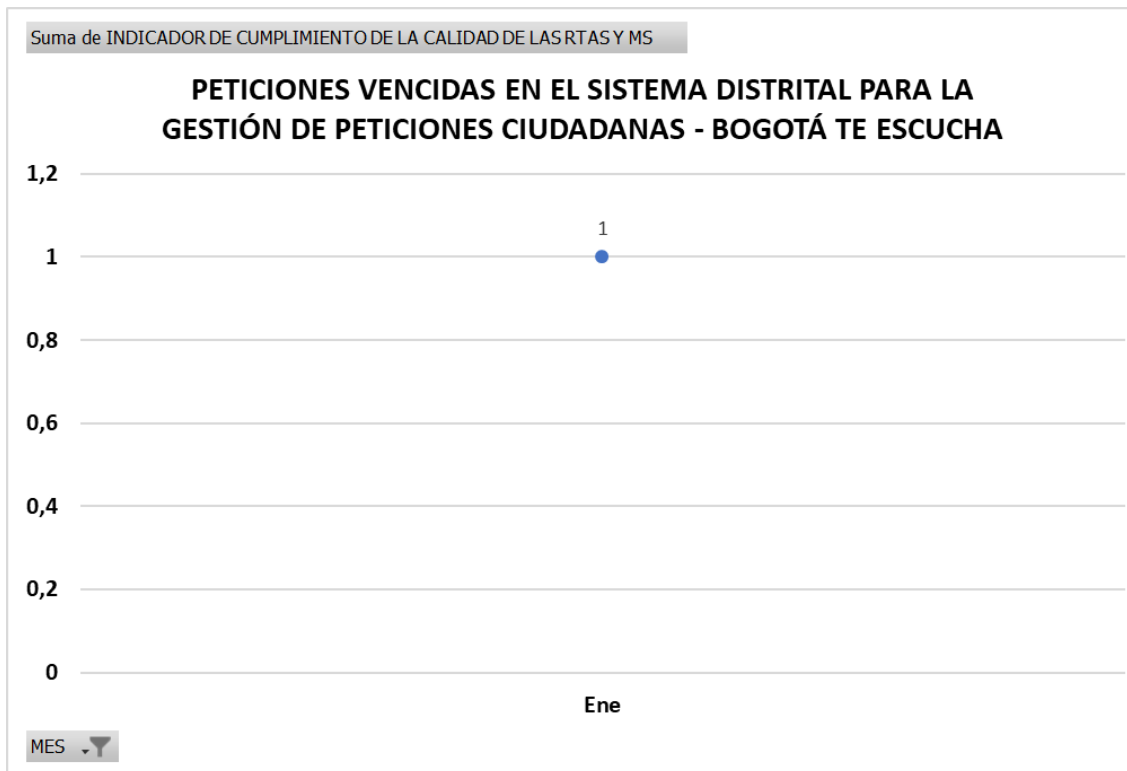 Suma de INDICADOR DE CUMPLIMIENTO DE LA CALIDAD DE LAS RTAS Y MS
PETICIONES VENCIDAS EN EL SISTEMA DISTRITAL PARA LA
GESTIÓN DE PETICIONES CIUDADANAS - BOGOTÁ TE ESCUCHA
1,2
1
1
0,8
0,6
0,4
0,2
0
Ene
MES